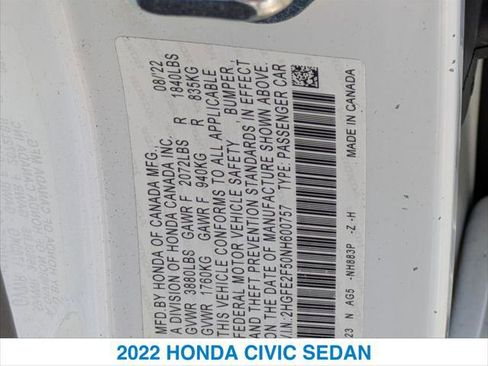 MFD. BY HONDA OF CANADA MFG. 08/22
A DIVISION OF HONDA CANADA INC.
GVWR 3880LBS GAWR F 2072LBS R 1840LBS
GVWR 1760KG GAWR F 940KG R 835KG
THIS VEHICLE CONFORMS TO ALL APPLICABLE
FEDERAL MOTOR VEHICLE SAFETY BUMPER,
AND THEFT PREVENTION STANDARDS IN EFFECT
ON THE DATE OF MANUFACTURE SHOWN ABOVE.
V.I.N.: 2HGFE2F50NH600757 TYPE: PASSENGER CAR
23 N AG5 -NH883P -Z -H MADE IN CANADA
2022 HONDA CIVIC SEDAN